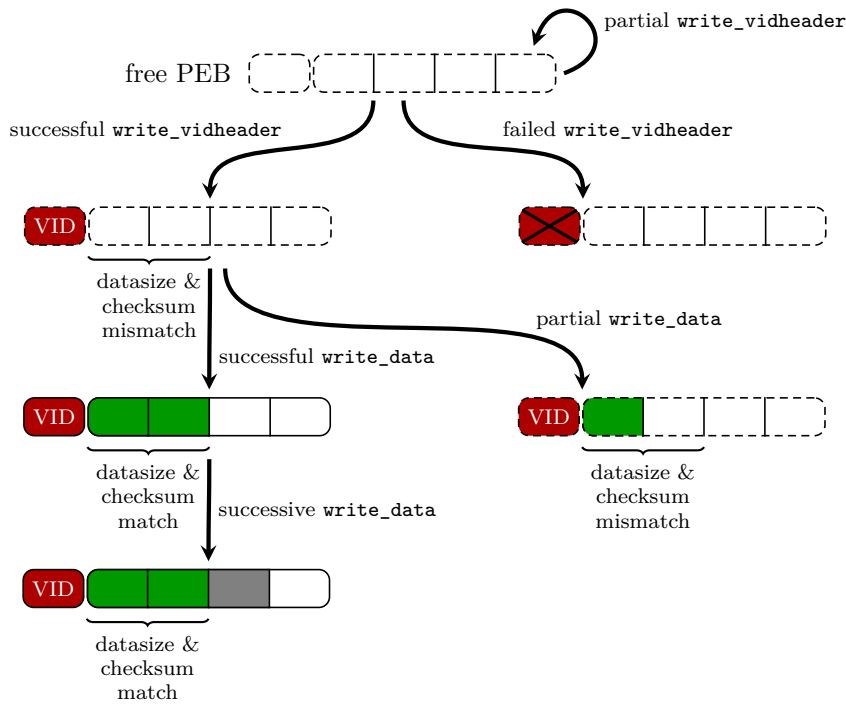 partial write_vidheader
free PEB
successful write_vidheader
failed write_vidheader
VID
datasize &
checksum
mismatch
partial write_data
successful write_data
VID
VID
datasize &
checksum
match
datasize &
checksum
mismatch
successive write_data
VID
datasize &
checksum
match